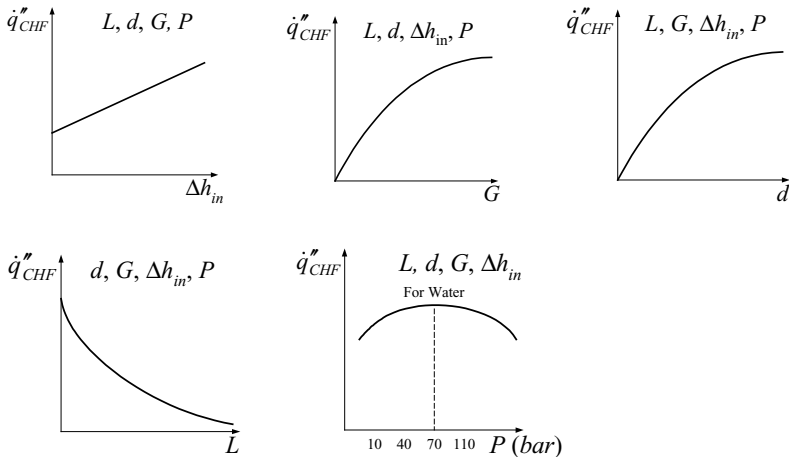 q̇″CHF
L, d, G, P
Δhin
q̇″CHF
L, d, Δhin, P
G
q̇″CHF
L, G, Δhin, P
d
q̇″CHF
d, G, Δhin, P
L
q̇″CHF
L, d, G, Δhin
For Water
10 40 70 110 P (bar)